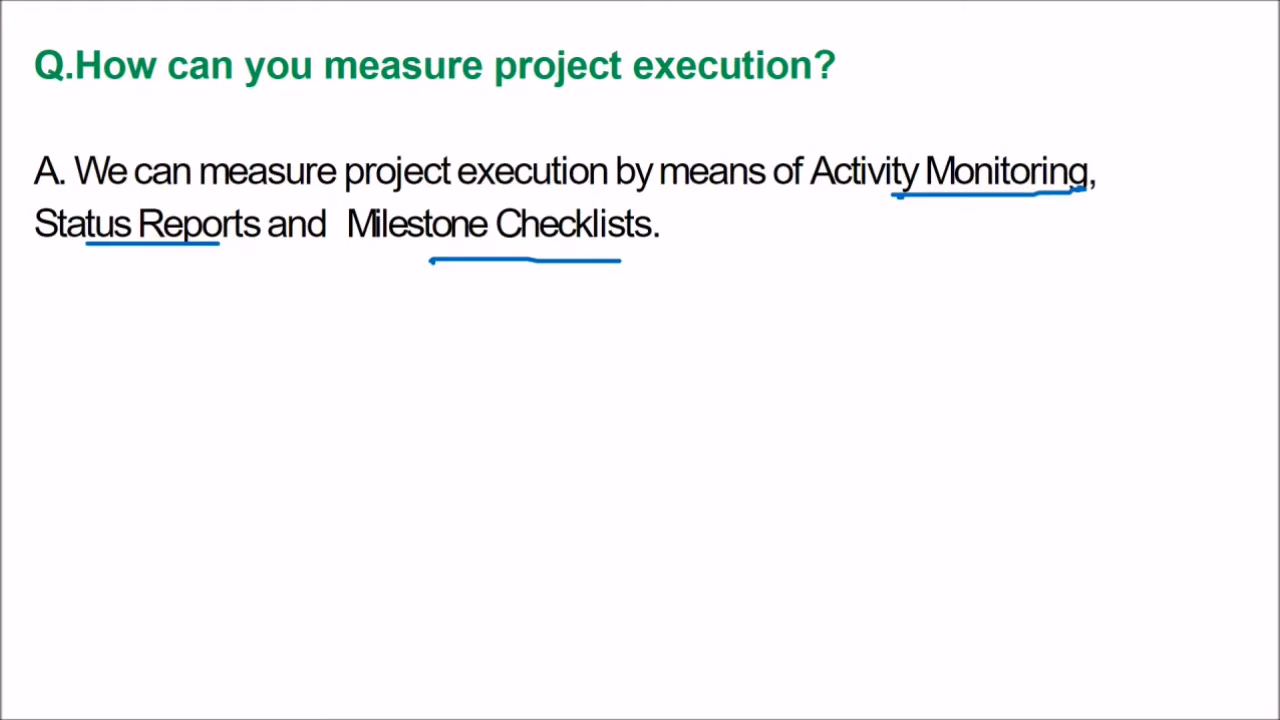 Q.How can you measure project execution?
A. We can measure project execution by means of Activity Monitoring,
Status Reports and Milestone Checklists.